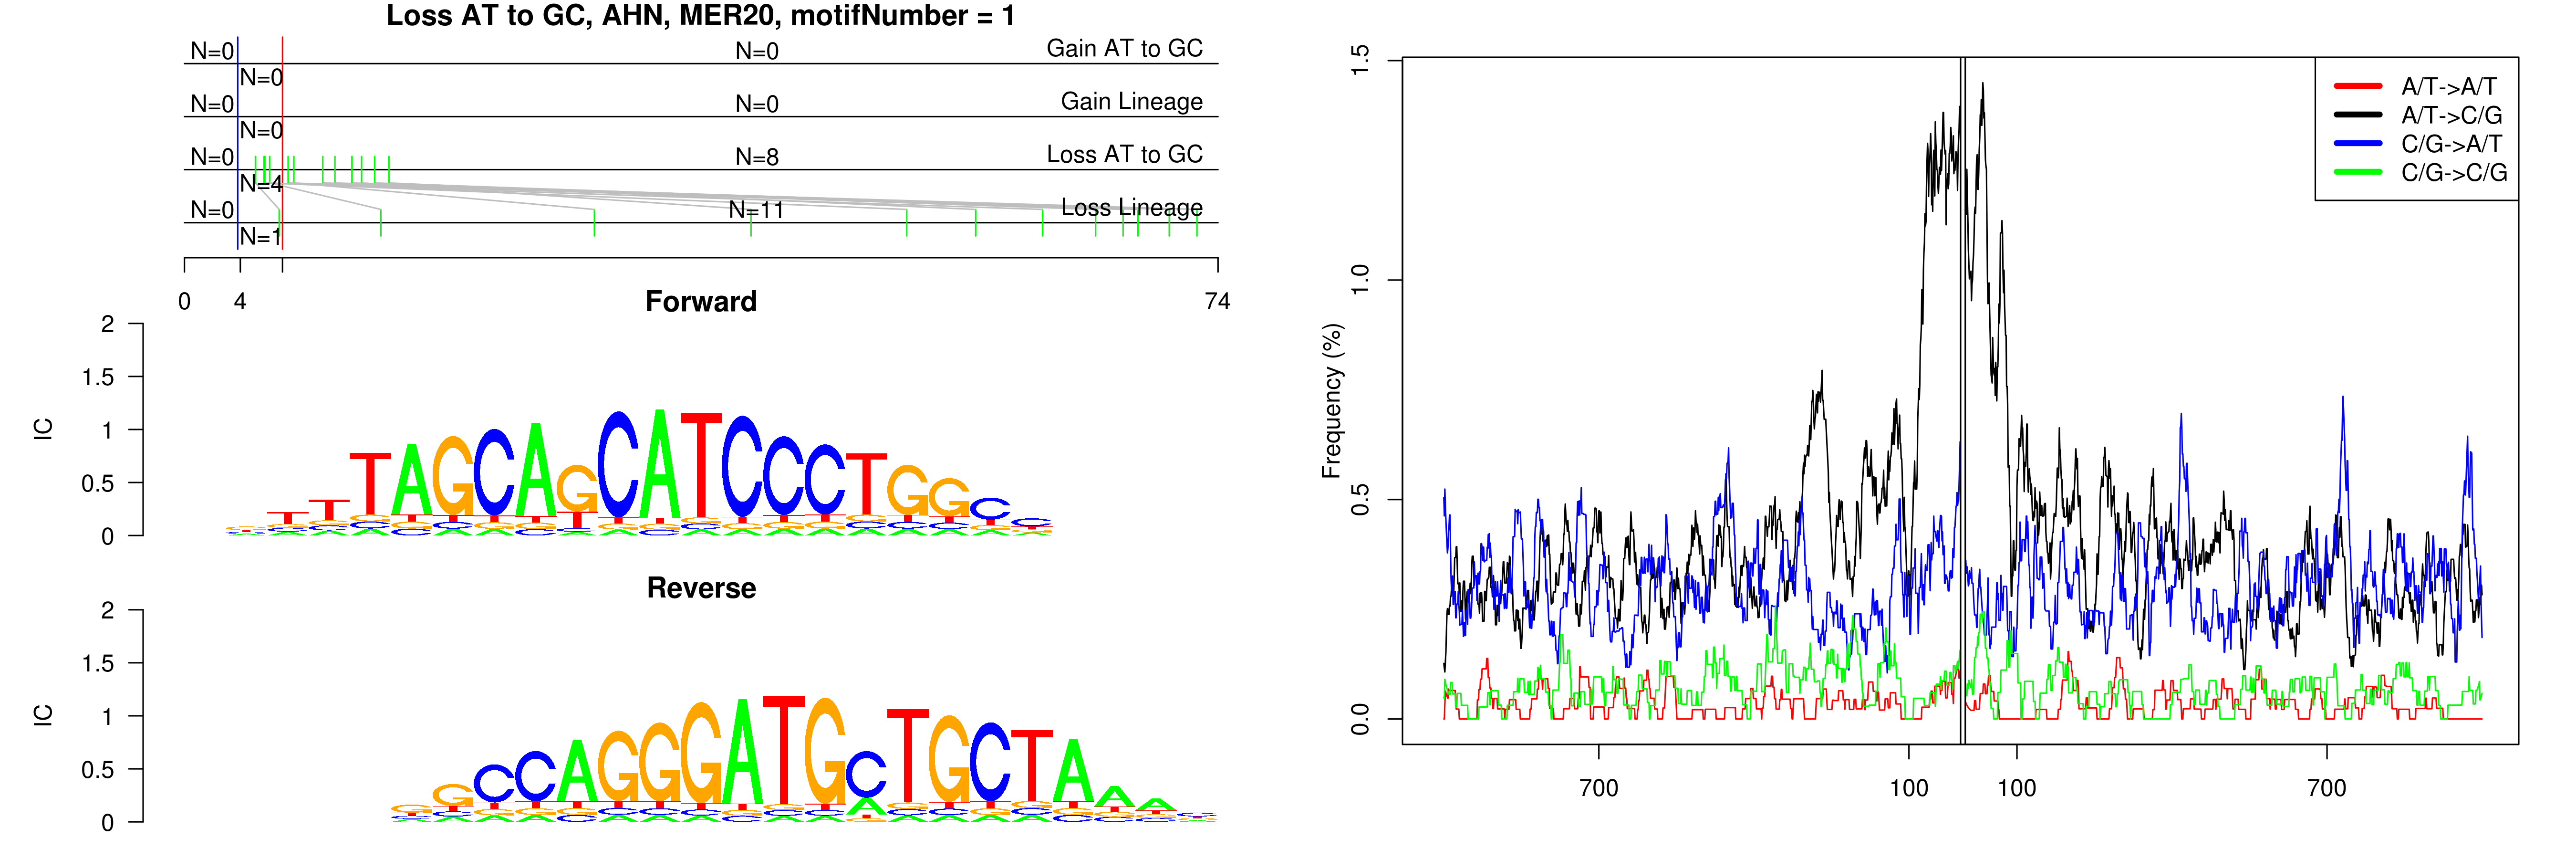 Loss AT to GC, AHN, MER20, motifNumber = 1
N=0 N=0 Gain AT to GC
N=0
N=0 N=0 Gain Lineage
N=0
N=0 N=8 Loss AT to GC
N=4
N=0 N=11 Loss Lineage
N=1
0 4 74
Forward
2
1.5
1
0.5
0
IC
TTTAGCAGCATCCCTGGCC
Reverse
2
1.5
1
0.5
0
IC
GGCCAGGGATGCTGCTAAA
1.5
1.0
0.5
0.0
Frequency (%)
A/T->A/T
A/T->C/G
C/G->A/T
C/G->C/G
700 100 100 700